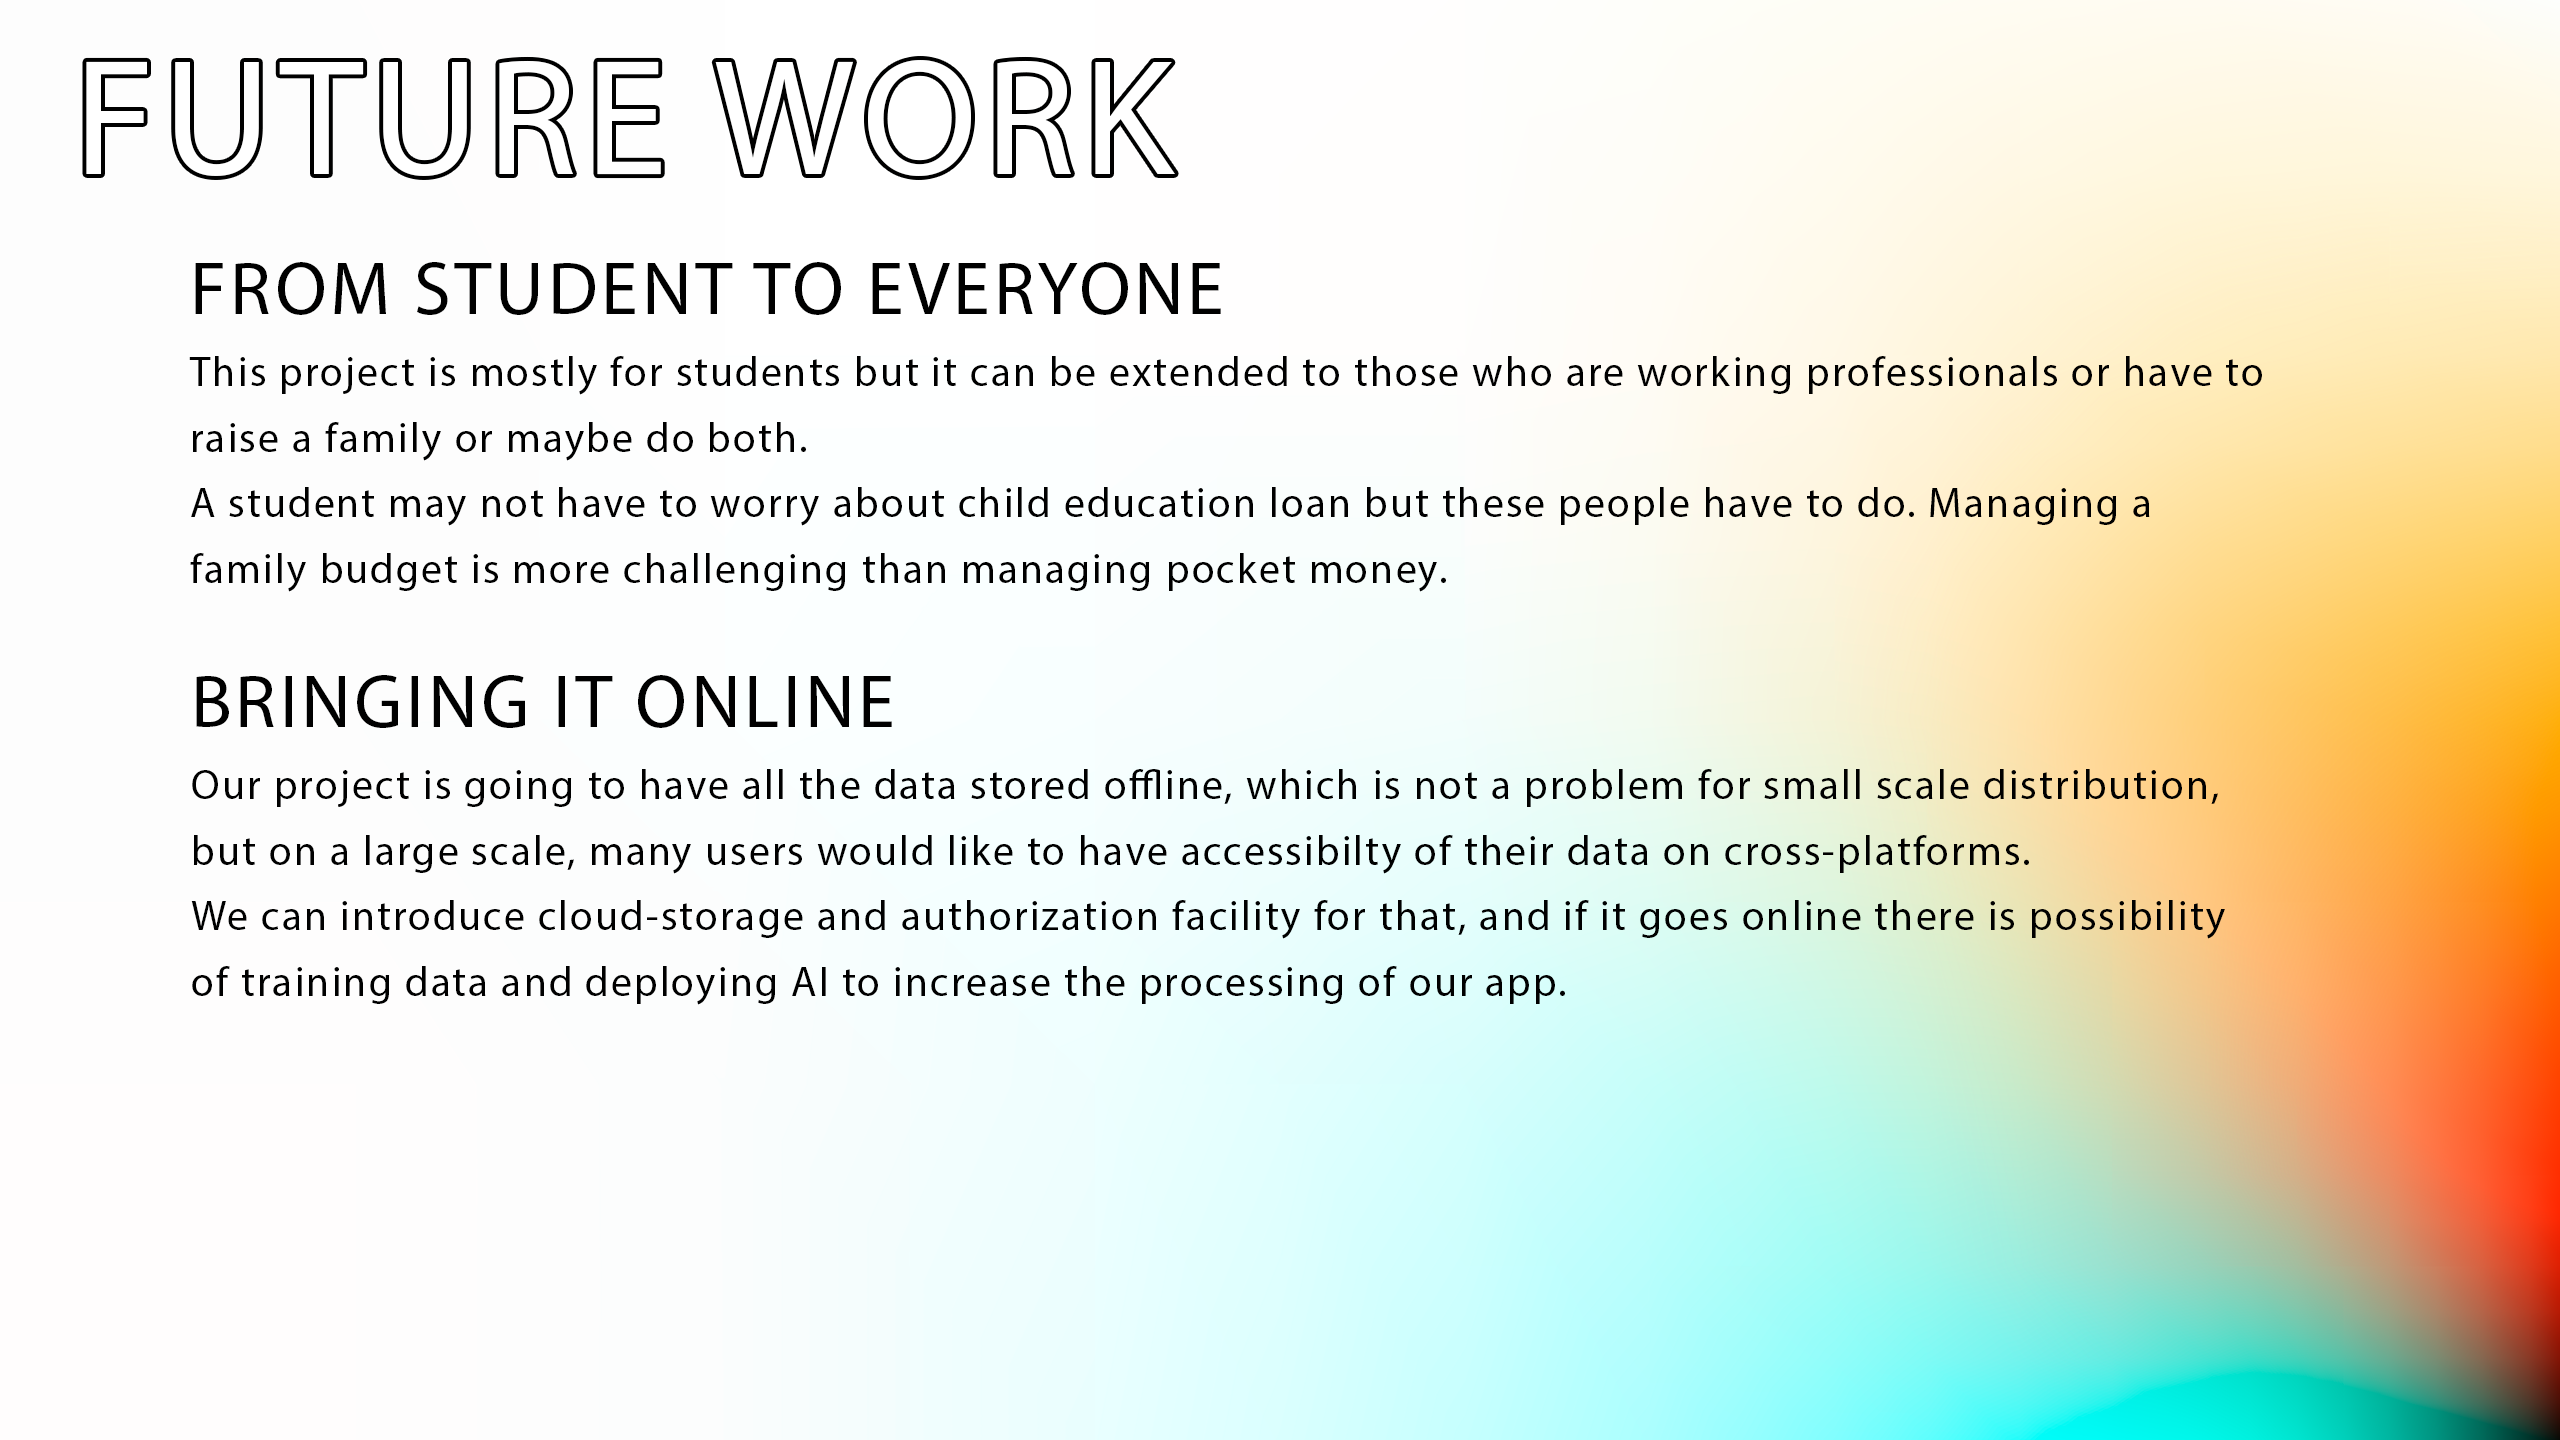 FUTURE WORK
FROM STUDENT TO EVERYONE
This project is mostly for students but it can be extended to those who are working professionals or have to
raise a family or maybe do both.
A student may not have to worry about child education loan but these people have to do. Managing a
family budget is more challenging than managing pocket money.
BRINGING IT ONLINE
Our project is going to have all the data stored offline, which is not a problem for small scale distribution,
but on a large scale, many users would like to have accessibilty of their data on cross-platforms.
We can introduce cloud-storage and authorization facility for that, and if it goes online there is possibility
of training data and deploying AI to increase the processing of our app.